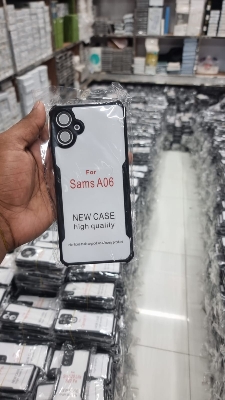 For
Sams A06
NEW CASE
high quality